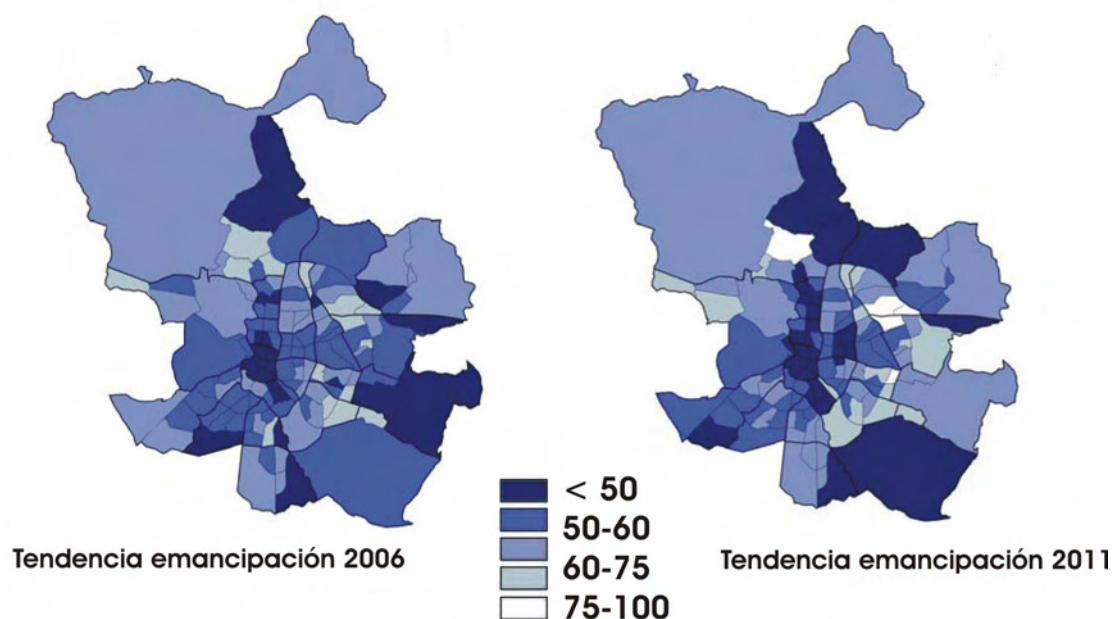 < 50
50-60
Tendencia emancipación 2006
Tendencia emancipación 2011
60-75
75-100